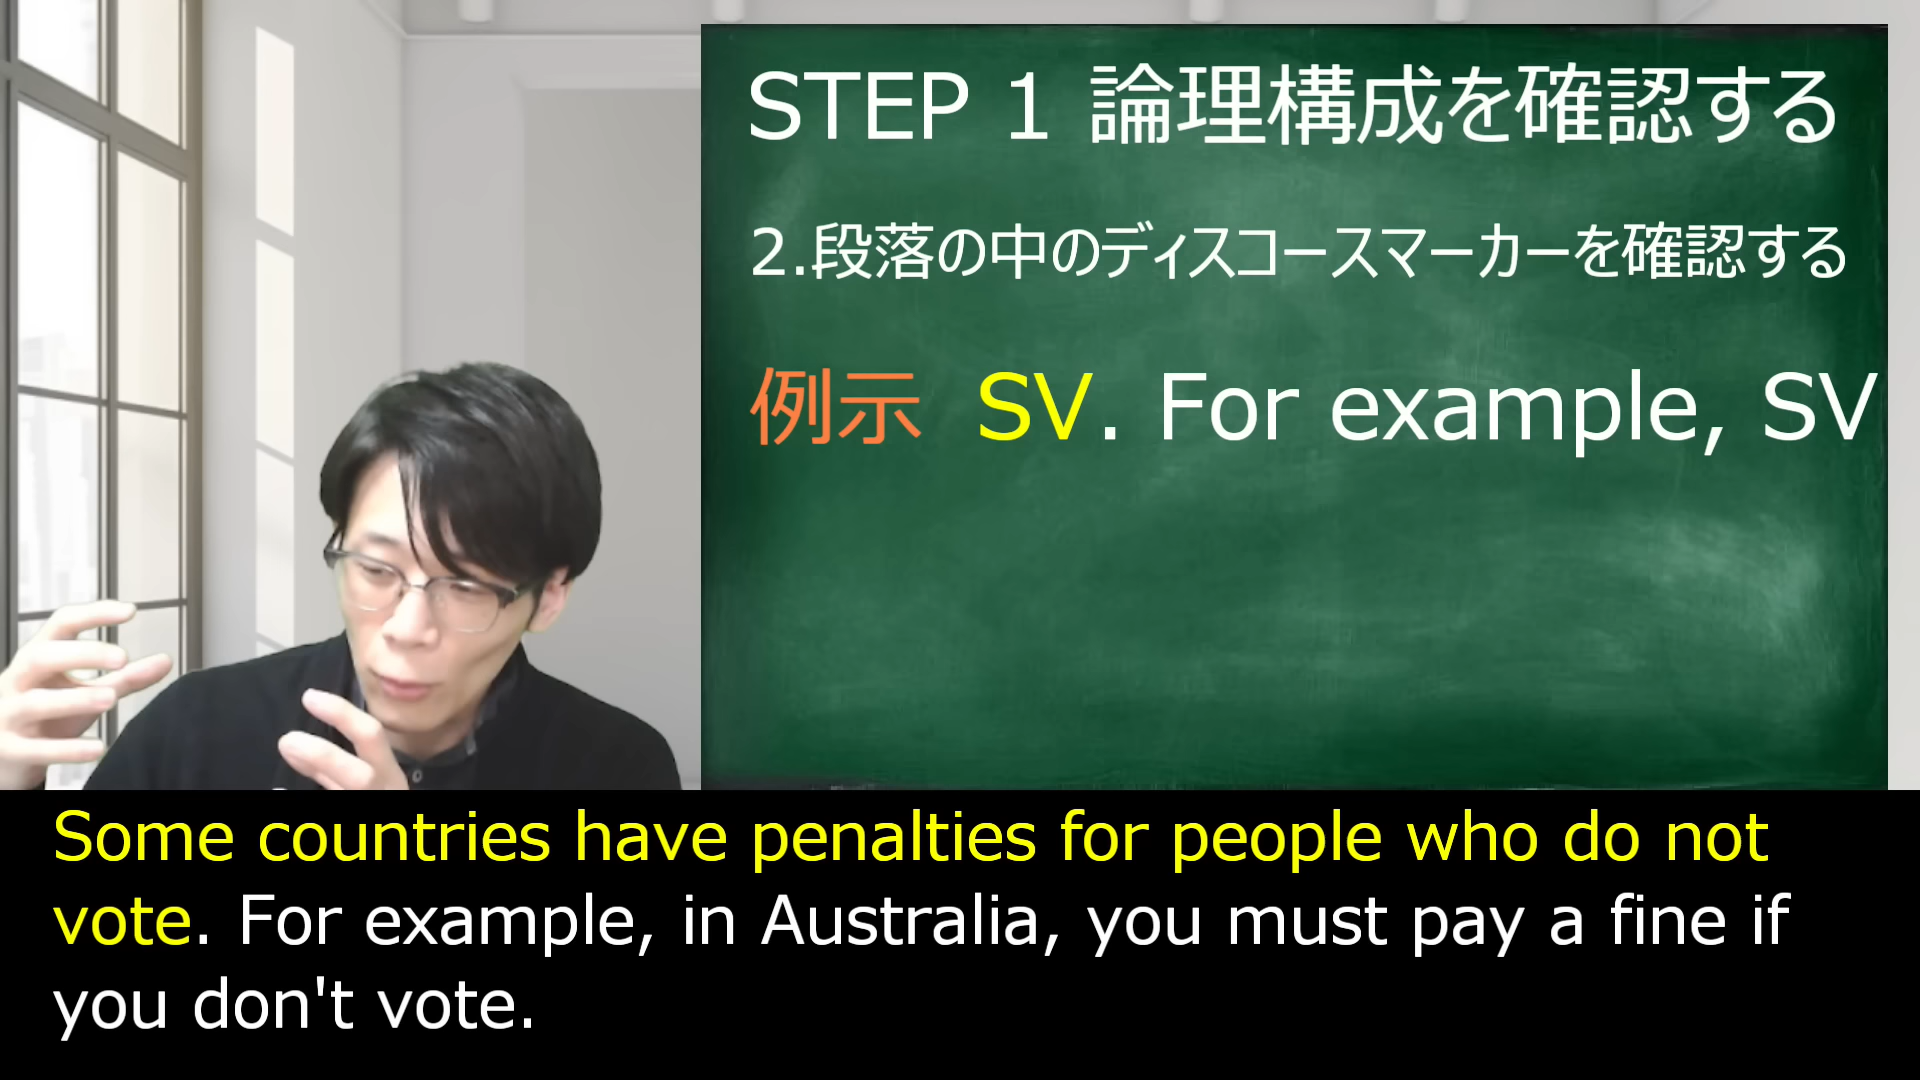 STEP 1 論理構成を確認する
2.段落の中のディスコースマーカーを確認する
例示 SV. For example, SV
Some countries have penalties for people who do not
vote. For example, in Australia, you must pay a fine if
you don't vote.